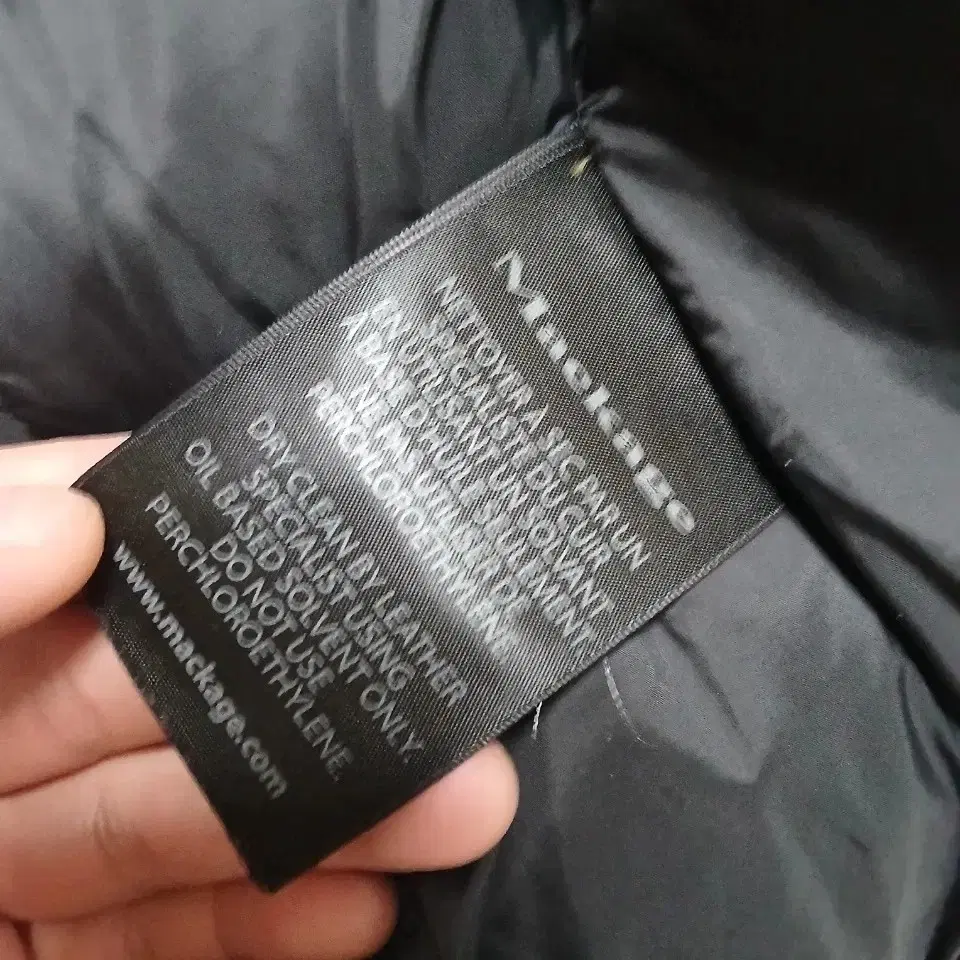 Mackage
NETTOYER À SEC PAR UN
SPECIALIST DU CUIR
EN UTILISANT UN SOLVANT
À BASE D'HUILE SEULEMENT
NE PAS UTILISER DE
PERCHLOROETHYLENE
DRY CLEAN BY LEATHER
SPECIALIST USING
OIL BASED SOLVENT ONLY.
DO NOT USE
PERCHLOROETHYLENE.
www.mackage.com